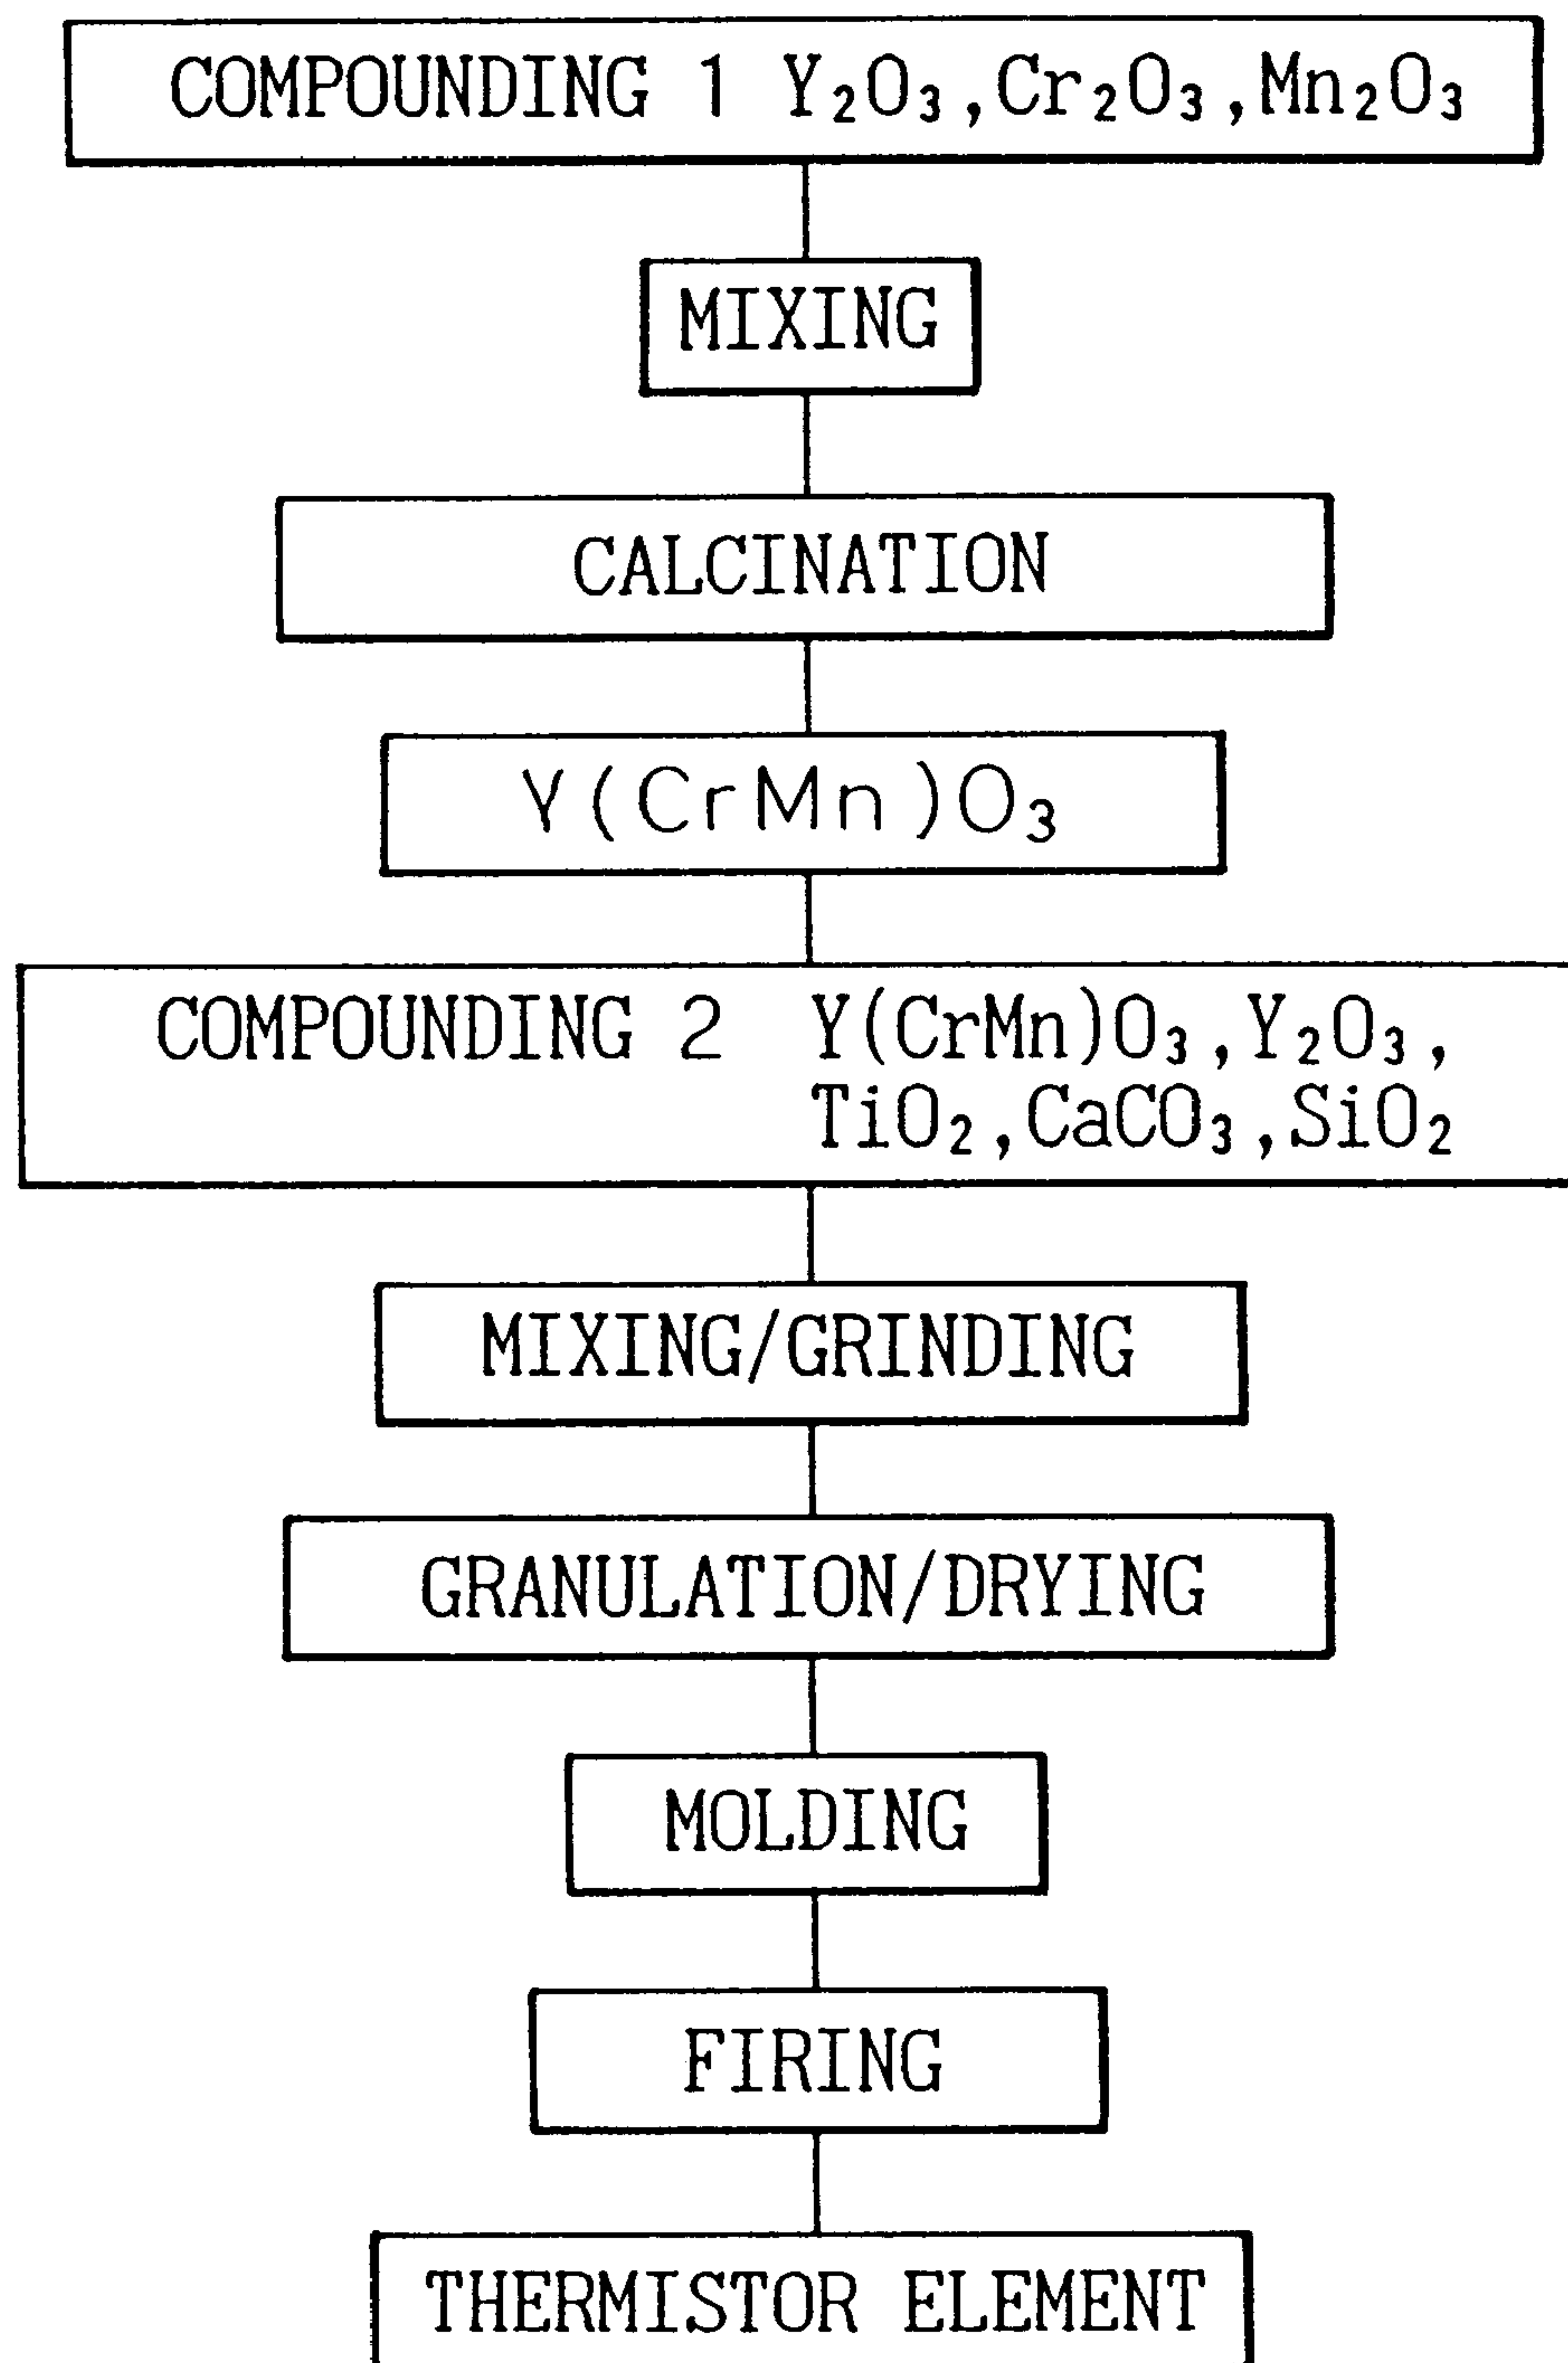 COMPOUNDING 1 Y₂O₃,Cr₂O₃,Mn₂O₃
MIXING
CALCINATION
Y(CrMn)O₃
COMPOUNDING 2 Y(CrMn)O₃,Y₂O₃,
TiO₂,CaCO₃,SiO₂
MIXING/GRINDING
GRANULATION/DRYING
MOLDING
FIRING
THERMISTOR ELEMENT